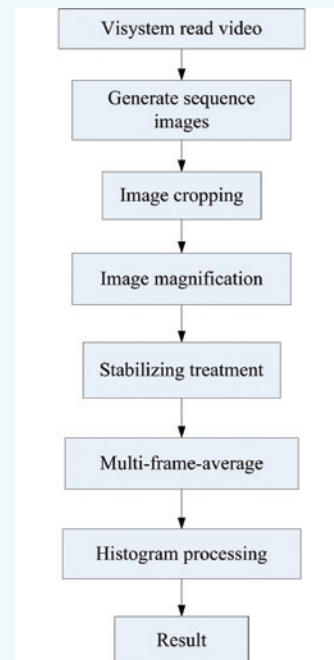 Visystem read video
Generate sequence
images
Image cropping
Image magnification
Stabilizing treatment
Multi-frame-average
Histogram processing
Result